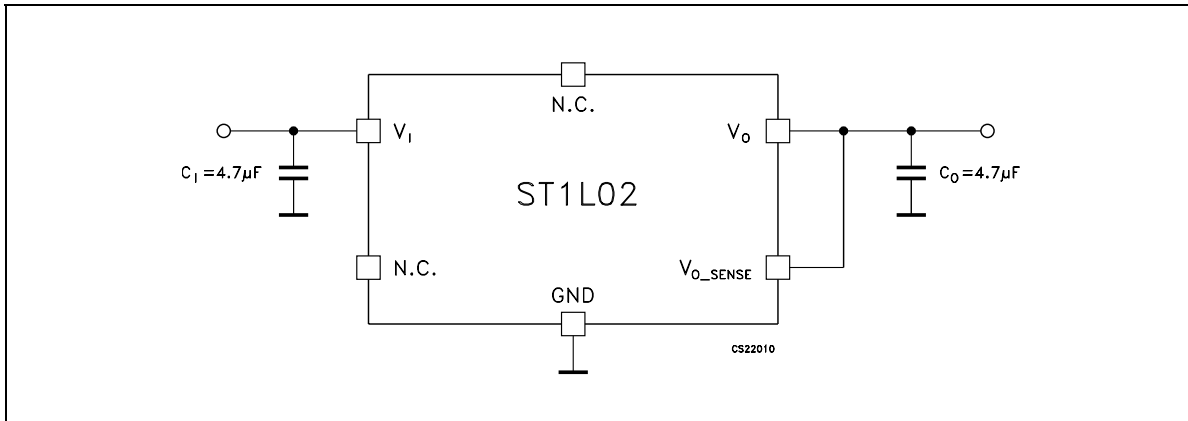 N.C.
V_I
V_O
C_I=4.7µF
C_O=4.7µF
ST1L02
N.C.
V_O_SENSE
GND
CS22010